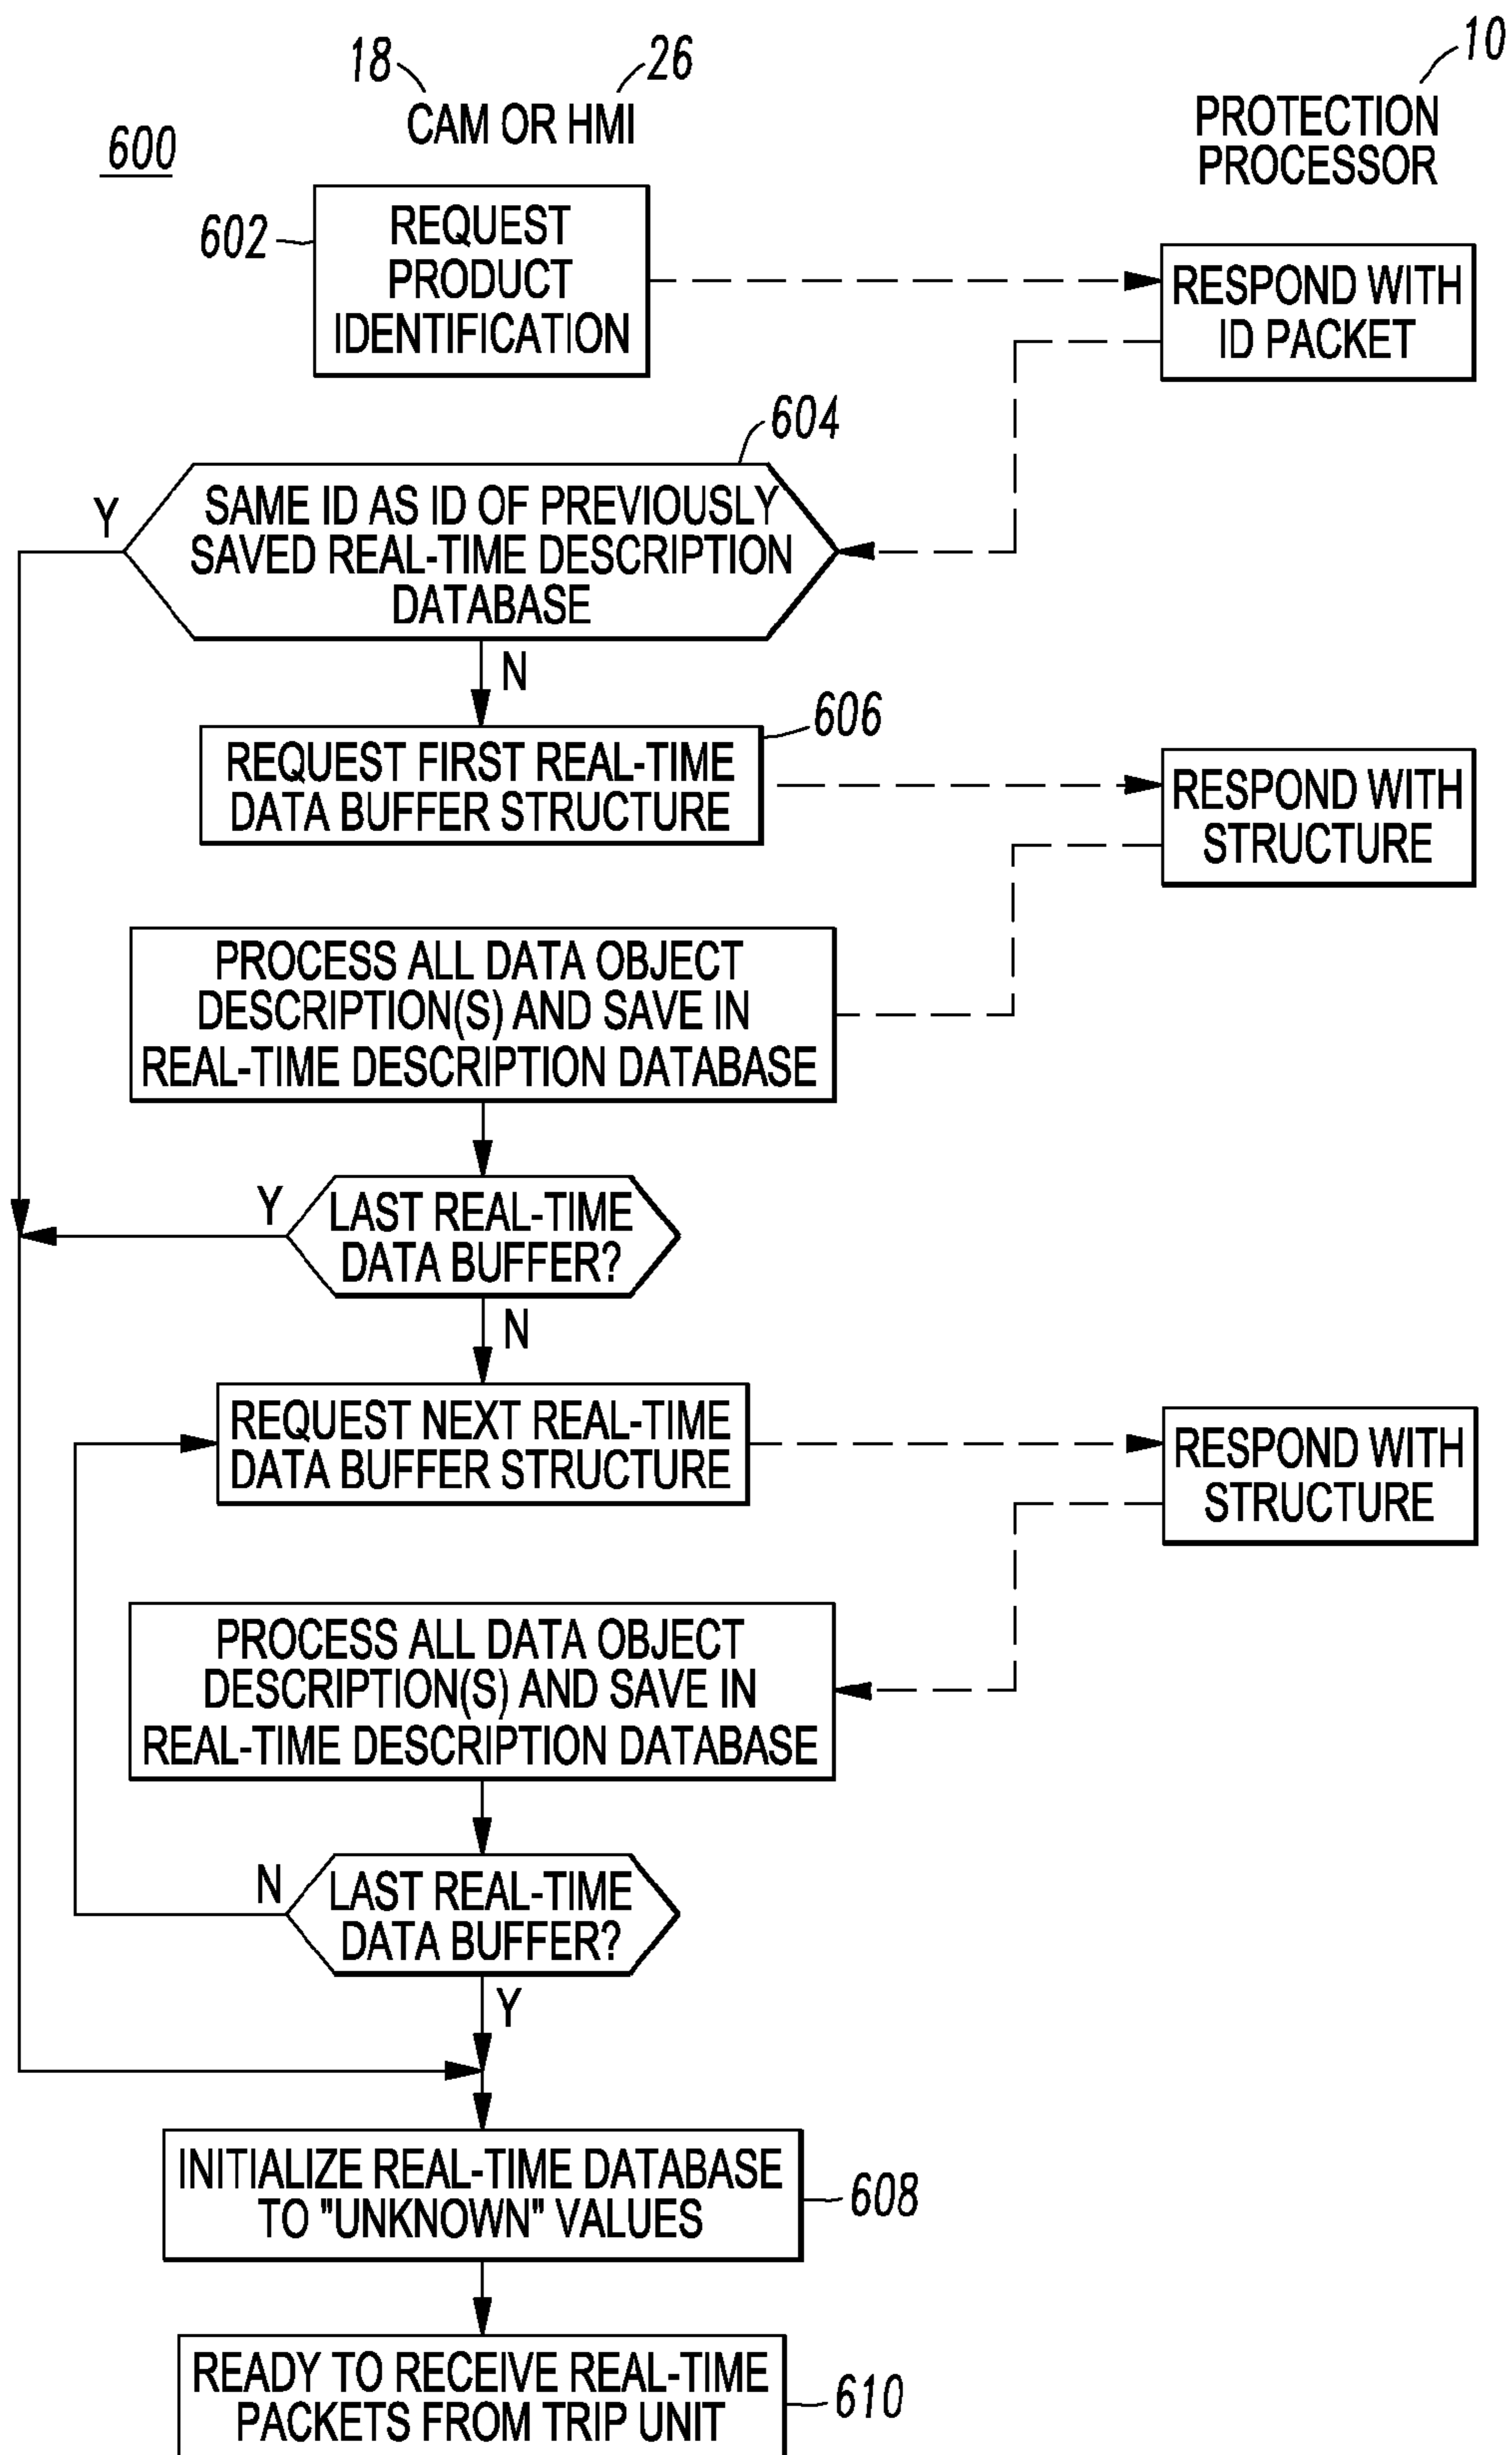 18
26
10
CAM OR HMI
PROTECTION
PROCESSOR
600
602
REQUEST
PRODUCT
IDENTIFICATION
RESPOND WITH
ID PACKET
604
Y
SAME ID AS ID OF PREVIOUSLY
SAVED REAL-TIME DESCRIPTION
DATABASE
N
606
REQUEST FIRST REAL-TIME
DATA BUFFER STRUCTURE
RESPOND WITH
STRUCTURE
PROCESS ALL DATA OBJECT
DESCRIPTION(S) AND SAVE IN
REAL-TIME DESCRIPTION DATABASE
Y
LAST REAL-TIME
DATA BUFFER?
N
REQUEST NEXT REAL-TIME
DATA BUFFER STRUCTURE
RESPOND WITH
STRUCTURE
PROCESS ALL DATA OBJECT
DESCRIPTION(S) AND SAVE IN
REAL-TIME DESCRIPTION DATABASE
N
LAST REAL-TIME
DATA BUFFER?
Y
INITIALIZE REAL-TIME DATABASE
TO "UNKNOWN" VALUES
608
READY TO RECEIVE REAL-TIME
PACKETS FROM TRIP UNIT
610